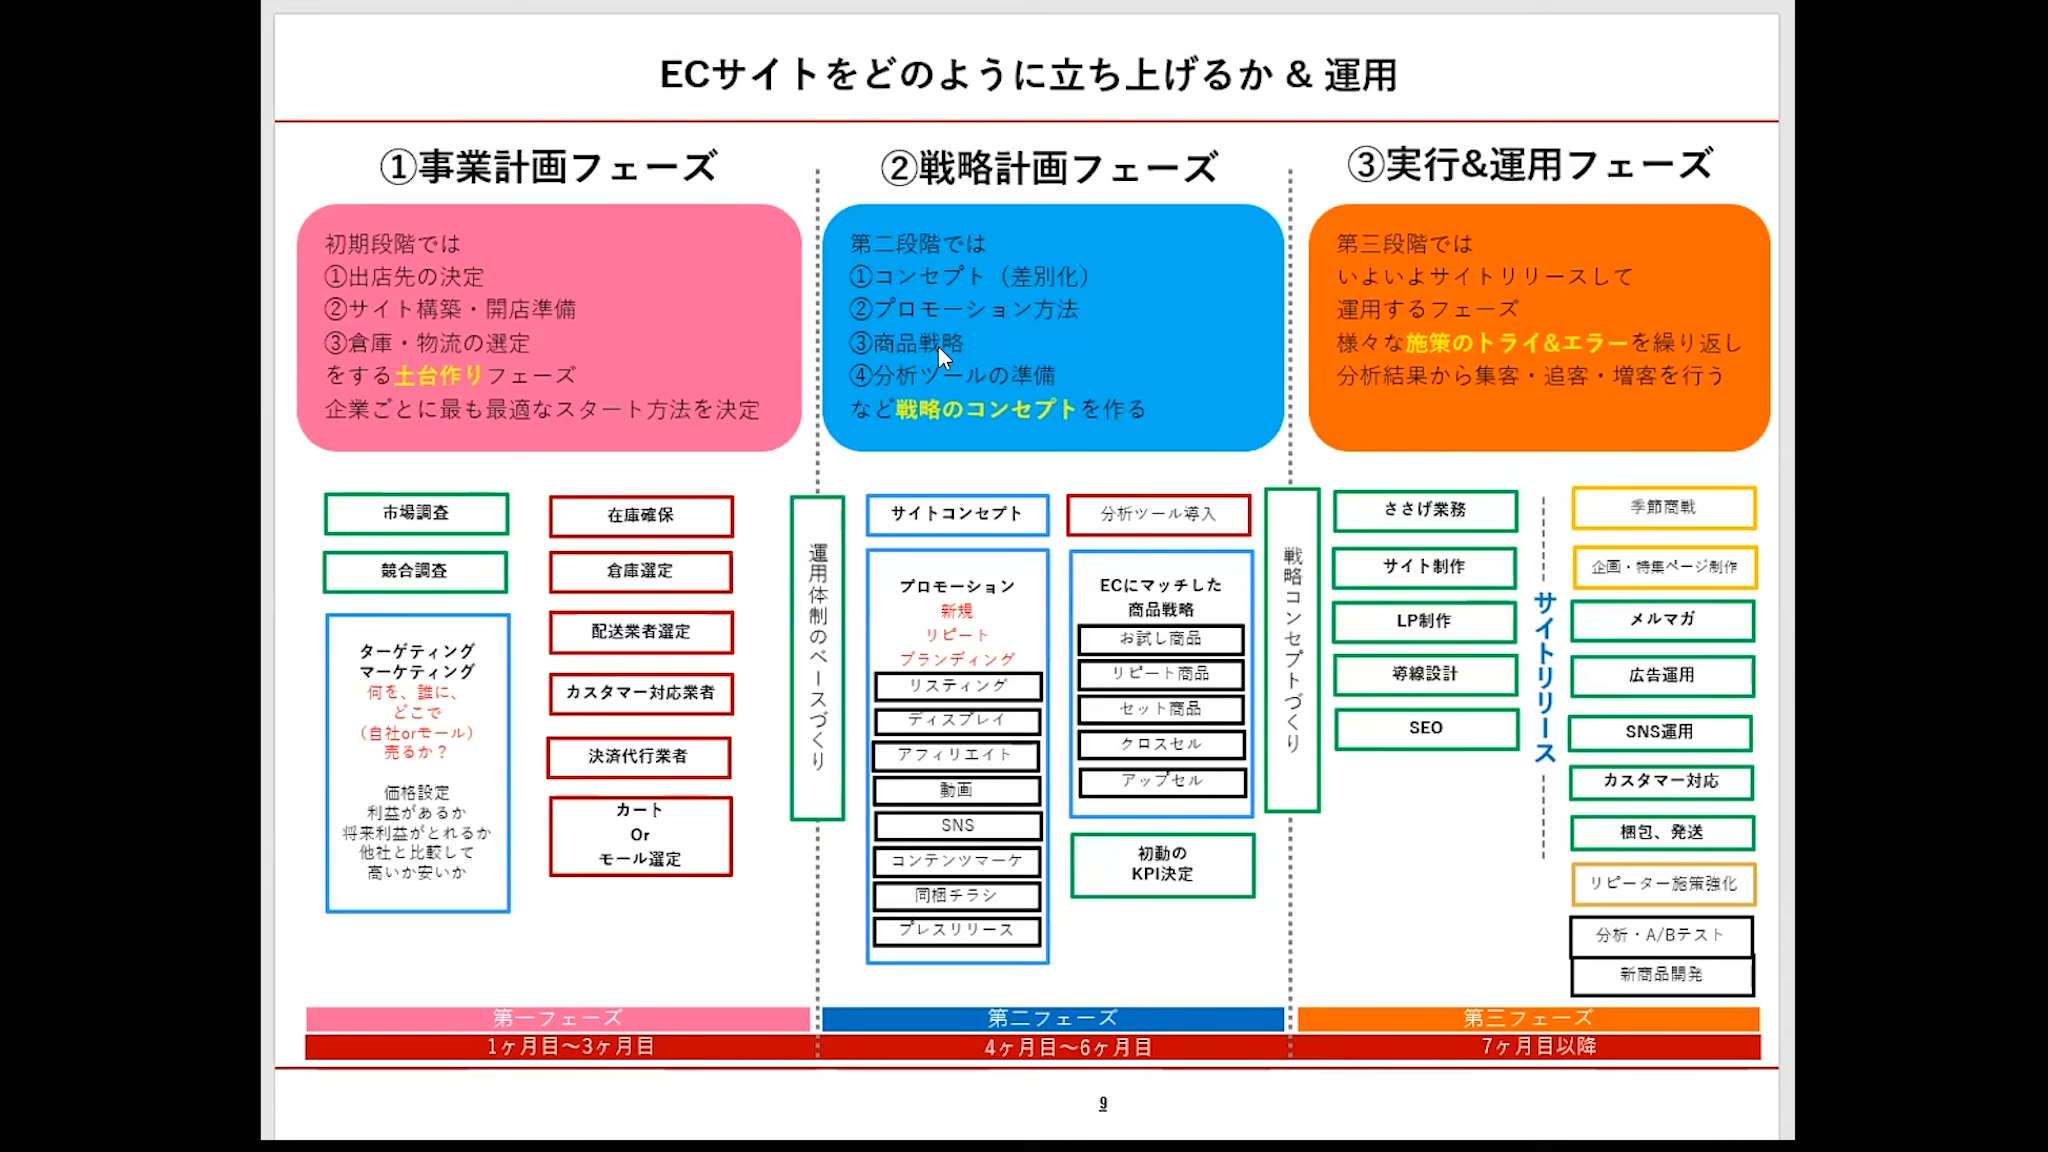 ECサイトをどのように立ち上げるか & 運用
①事業計画フェーズ
初期段階では
①出店先の決定
②サイト構築・開店準備
③倉庫・物流の選定
をする土台作りフェーズ
企業ごとに最も最適なスタート方法を決定
市場調査
競合調査
ターゲティング
マーケティング
何を、誰に、
どこで
（自社orモール）
売るか？
価格設定
利益があるか
将来利益がとれるか
他社と比較して
高いか安いか
在庫確保
倉庫選定
配送業者選定
カスタマー対応業者
決済代行業者
カート
Or
モール選定
運用体制のベースづくり
②戦略計画フェーズ
第二段階では
①コンセプト（差別化）
②プロモーション方法
③商品戦略
④分析ツールの準備
など戦略のコンセプトを作る
サイトコンセプト
プロモーション
新規
リピート
ブランディング
リスティング
ディスプレイ
アフィリエイト
動画
SNS
コンテンツマーケ
同梱チラシ
プレスリリース
分析ツール導入
ECにマッチした
商品戦略
お試し商品
リピート商品
セット商品
クロスセル
アップセル
初動の
KPI決定
戦略コンセプトづくり
③実行&運用フェーズ
第三段階では
いよいよサイトリリースして
運用するフェーズ
様々な施策のトライ&エラーを繰り返し
分析結果から集客・追客・増客を行う
ささげ業務
サイト制作
LP制作
導線設計
SEO
サイトリリース
季節商戦
企画・特集ページ制作
メルマガ
広告運用
SNS運用
カスタマー対応
梱包、発送
リピーター施策強化
分析・A/Bテスト
新商品開発
第一フェーズ
第二フェーズ
第三フェーズ
1ヶ月目〜3ヶ月目
4ヶ月目〜6ヶ月目
7ヶ月目以降
9